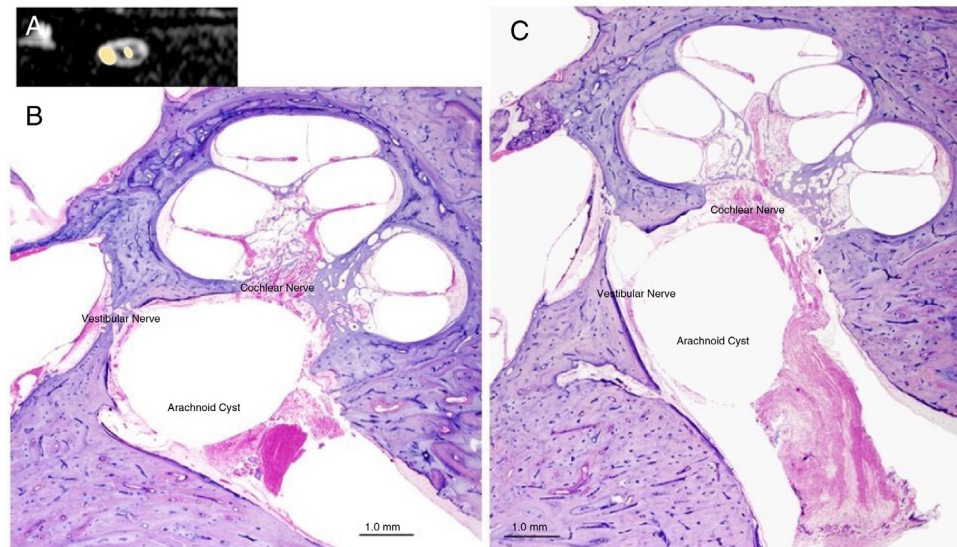 A
B
Cochlear Nerve
Vestibular Nerve
Arachnoid Cyst
1.0 mm
C
Cochlear Nerve
Vestibular Nerve
Arachnoid Cyst
1.0 mm